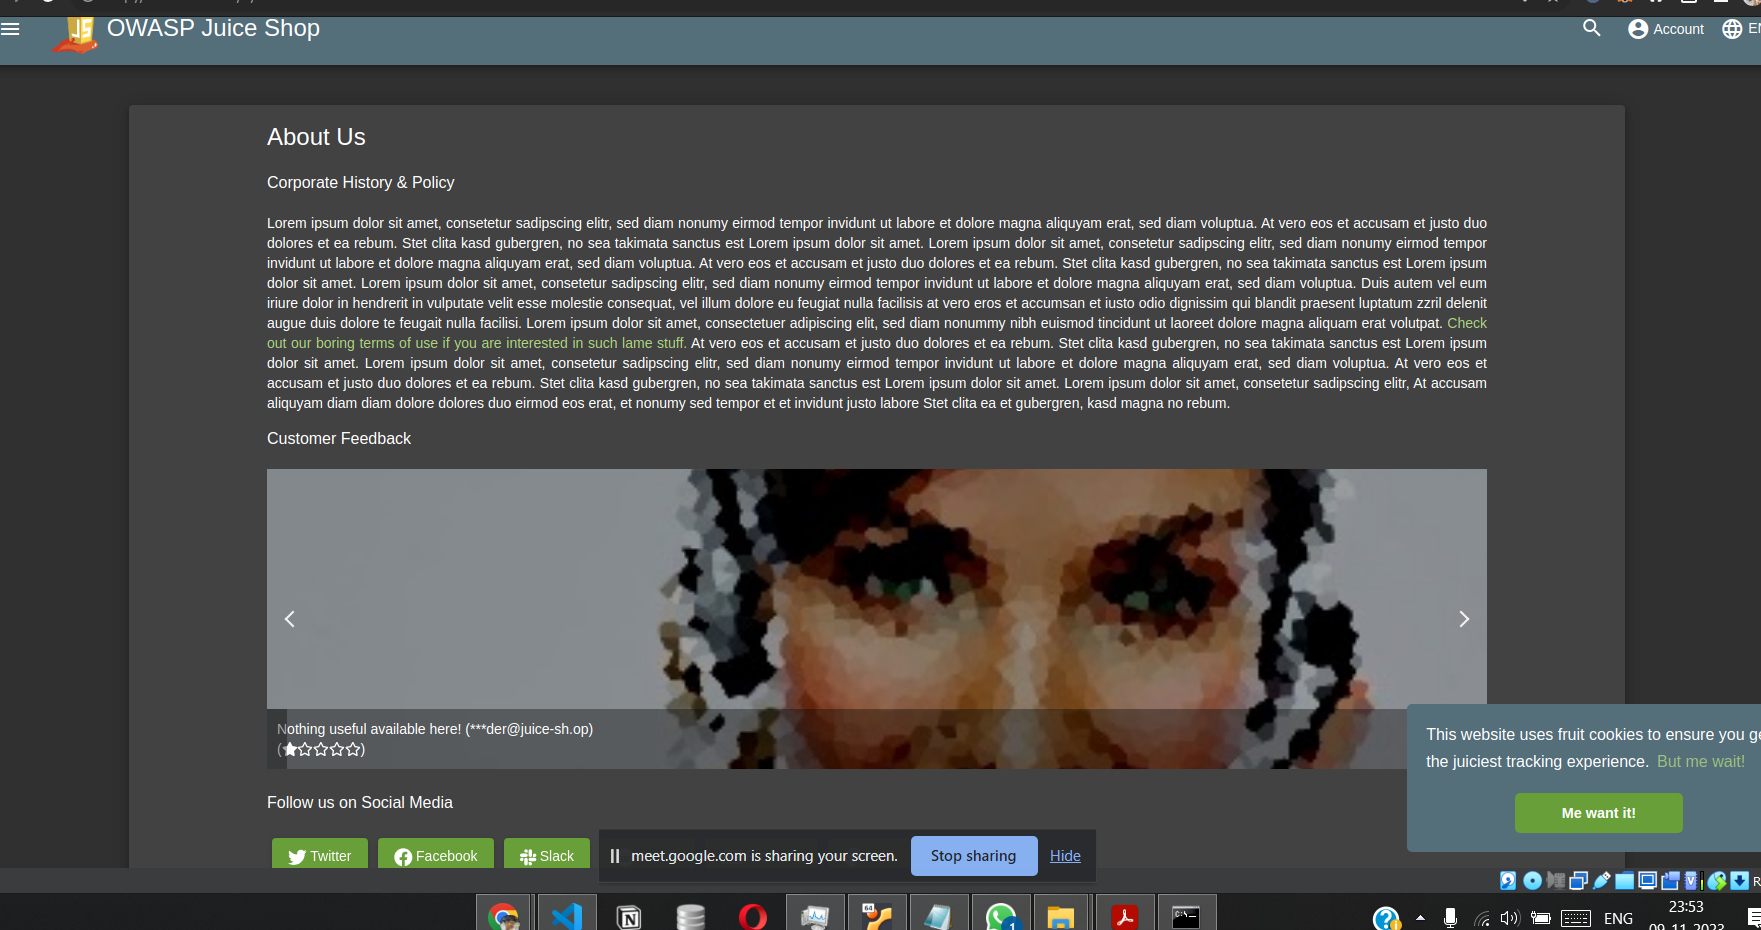 OWASP Juice Shop
Account
About Us
Corporate History & Policy
Lorem ipsum dolor sit amet, consetetur sadipscing elitr, sed diam nonumy eirmod tempor invidunt ut labore et dolore magna aliquyam erat, sed diam voluptua. At vero eos et accusam et justo duo
dolores et ea rebum. Stet clita kasd gubergren, no sea takimata sanctus est Lorem ipsum dolor sit amet. Lorem ipsum dolor sit amet, consetetur sadipscing elitr, sed diam nonumy eirmod tempor
invidunt ut labore et dolore magna aliquyam erat, sed diam voluptua. At vero eos et accusam et justo duo dolores et ea rebum. Stet clita kasd gubergren, no sea takimata sanctus est Lorem ipsum
dolor sit amet. Lorem ipsum dolor sit amet, consetetur sadipscing elitr, sed diam nonumy eirmod tempor invidunt ut labore et dolore magna aliquyam erat, sed diam voluptua. Duis autem vel eum
iriure dolor in hendrerit in vulputate velit esse molestie consequat, vel illum dolore eu feugiat nulla facilisis at vero eros et accumsan et iusto odio dignissim qui blandit praesent luptatum zzril delenit
augue duis dolore te feugait nulla facilisi. Lorem ipsum dolor sit amet, consectetuer adipiscing elit, sed diam nonummy nibh euismod tincidunt ut laoreet dolore magna aliquam erat volutpat. Check
out our boring terms of use if you are interested in such lame stuff. At vero eos et accusam et justo duo dolores et ea rebum. Stet clita kasd gubergren, no sea takimata sanctus est Lorem ipsum
dolor sit amet. Lorem ipsum dolor sit amet, consetetur sadipscing elitr, sed diam nonumy eirmod tempor invidunt ut labore et dolore magna aliquyam erat, sed diam voluptua. At vero eos et
accusam et justo duo dolores et ea rebum. Stet clita kasd gubergren, no sea takimata sanctus est Lorem ipsum dolor sit amet. Lorem ipsum dolor sit amet, consetetur sadipscing elitr, At accusam
aliquyam diam diam dolore dolores duo eirmod eos erat, et nonumy sed tempor et et invidunt justo labore Stet clita ea et gubergren, kasd magna no rebum.
Customer Feedback
Nothing useful available here! (***der@juice-sh.op)
(★☆☆☆☆)
This website uses fruit cookies to ensure you
the juiciest tracking experience. But me wait!
Me want it!
Follow us on Social Media
Twitter
Facebook
Slack
meet.google.com is sharing your screen.
Stop sharing
Hide
ENG
23:53
09-11-2023